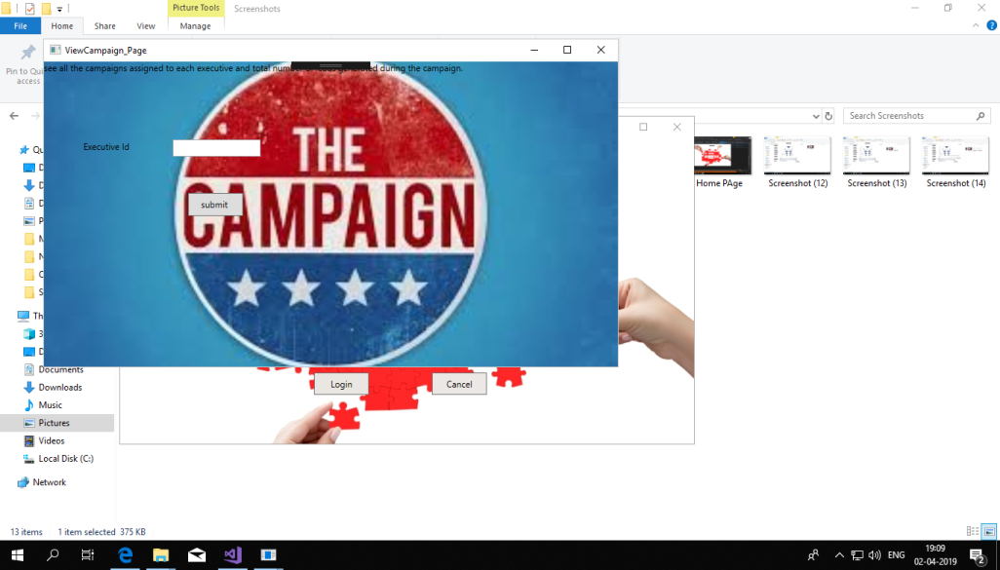 Picture Tools
Screenshots
File
Home
Share
View
Manage
Pin to Qu
access
ViewCampaign_Page
see all the campaigns assigned to each executive and total generated during the campaign.
Executive Id
submit
THE
CAMPAIGN
Login
Cancel
Search Screenshots
Home PAge
Screenshot (12)
Screenshot (13)
Screenshot (14)
Qu
Th
Documents
Downloads
Music
Pictures
Videos
Local Disk (C:)
Network
13 items
1 item selected 375 KB
ENG
19:09
02-04-2019
2